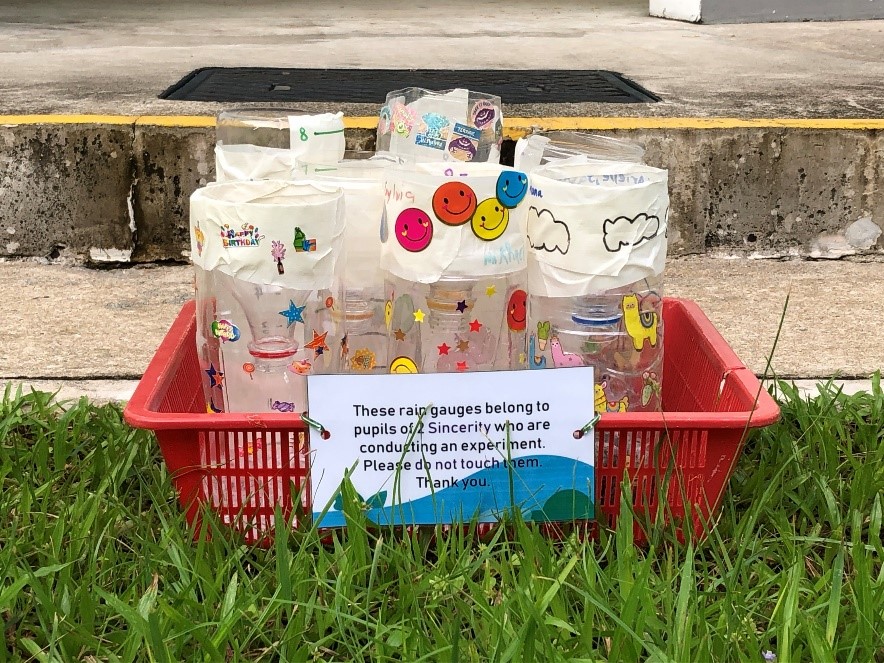 8
HAPPY
BIRTHDAY
These rain gauges belong to
pupils of 2 Sincerity who are
conducting an experiment.
Please do not touch them.
Thank you.